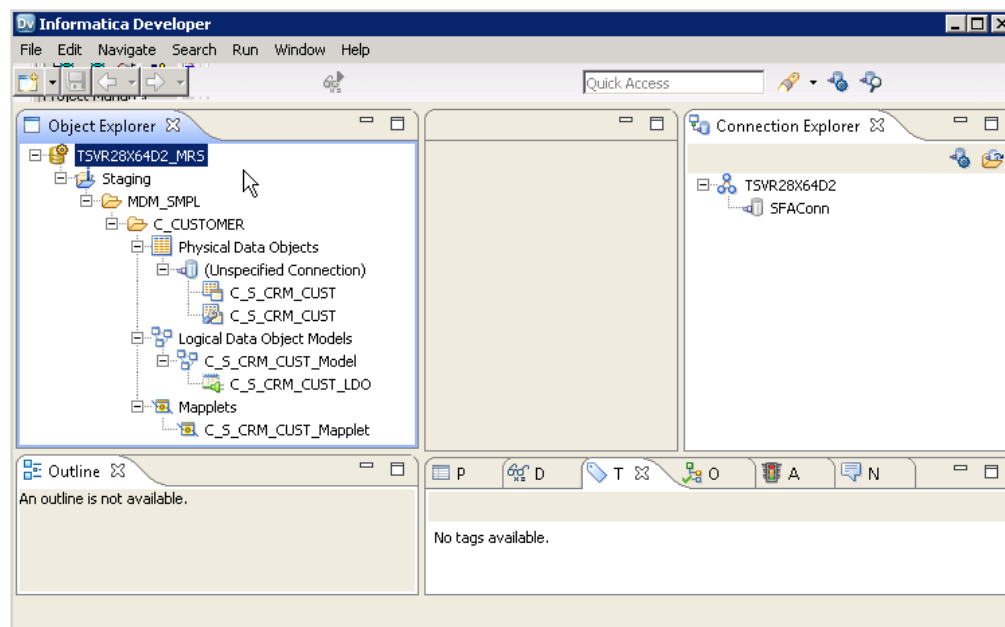 Dv Informatica Developer
File Edit Navigate Search Run Window Help
Quick Access
Object Explorer
Connection Explorer
TSVR28X64D2_MRS
Staging
MDM_SMPL
C_CUSTOMER
Physical Data Objects
(Unspecified Connection)
C_S_CRM_CUST
C_S_CRM_CUST
Logical Data Object Models
C_S_CRM_CUST_Model
C_S_CRM_CUST_LDO
Mapplets
C_S_CRM_CUST_Mapplet
TSVR28X64D2
SFAConn
Outline
An outline is not available.
P D T O A N
No tags available.